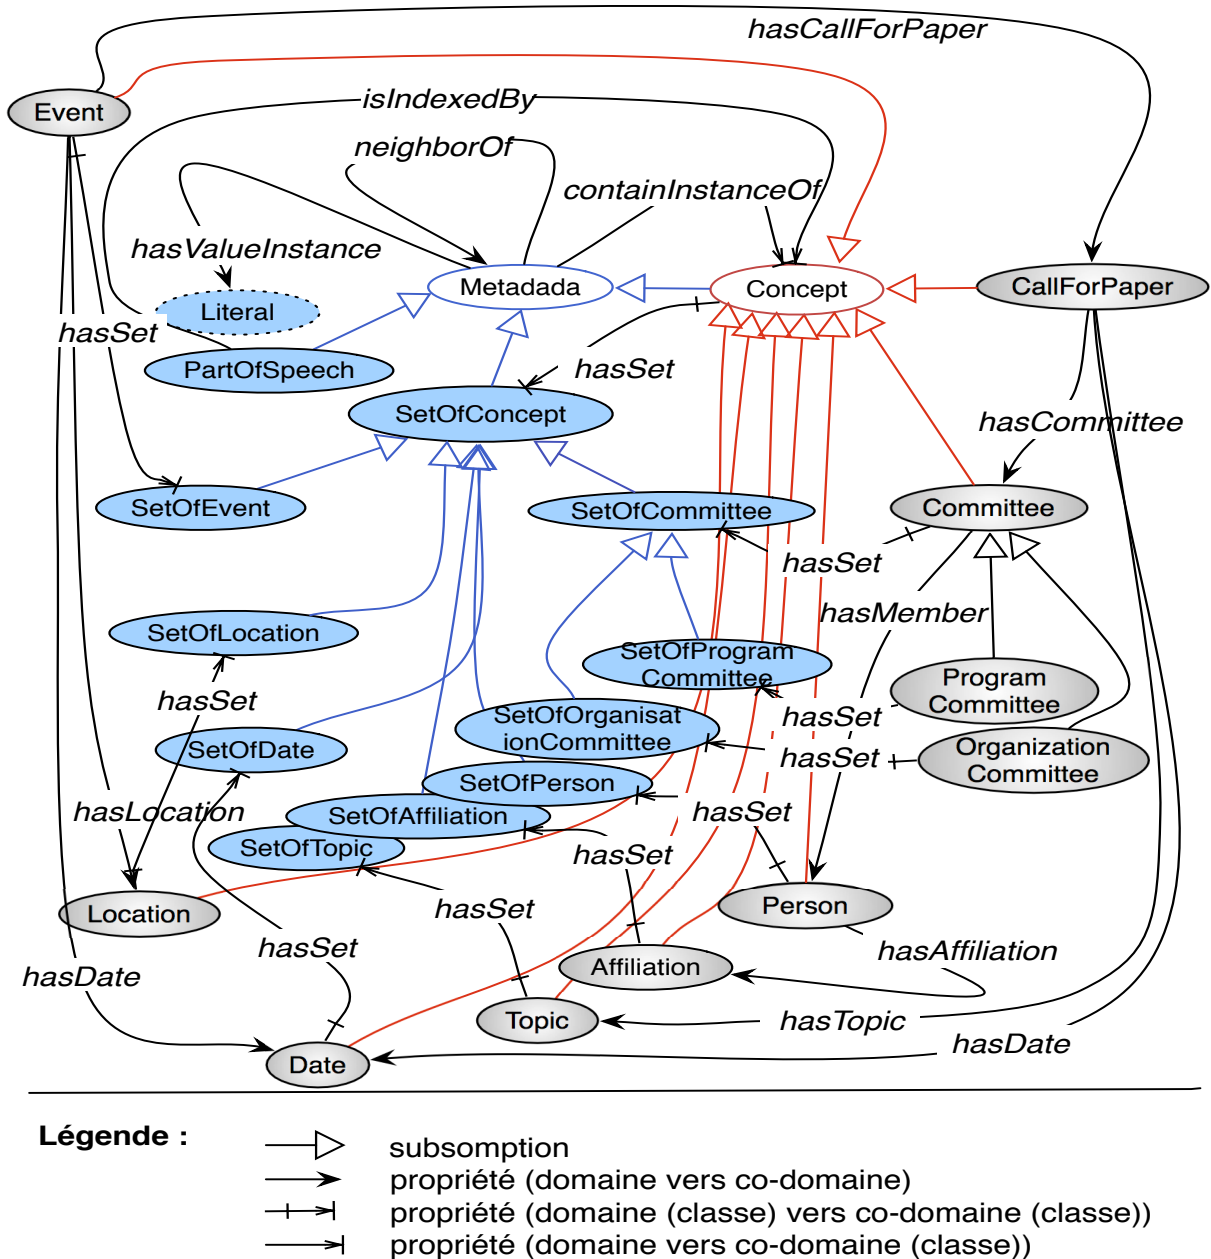 hasCallForPaper
Event
isIndexedBy
neighborOf
containInstanceOf
hasValueInstance
Metadada
Concept
CallForPaper
Literal
hasSet
PartOfSpeech
hasSet
SetOfConcept
hasCommittee
SetOfEvent
SetOfCommittee
Committee
hasSet
hasMember
SetOfLocation
SetOfProgram
Committee
Program
Committee
hasSet
hasSet
SetOfOrganisat
ionCommittee
SetOfDate
hasSet
Organization
Committee
SetOfPerson
hasLocation
SetOfAffiliation
hasSet
SetOfTopic
hasSet
Location
hasSet
Person
hasSet
hasAffiliation
Affiliation
hasDate
Topic
hasTopic
hasDate
Date
Légende :
subsomption
propriété (domaine vers co-domaine)
propriété (domaine (classe) vers co-domaine (classe))
propriété (domaine vers co-domaine (classe))